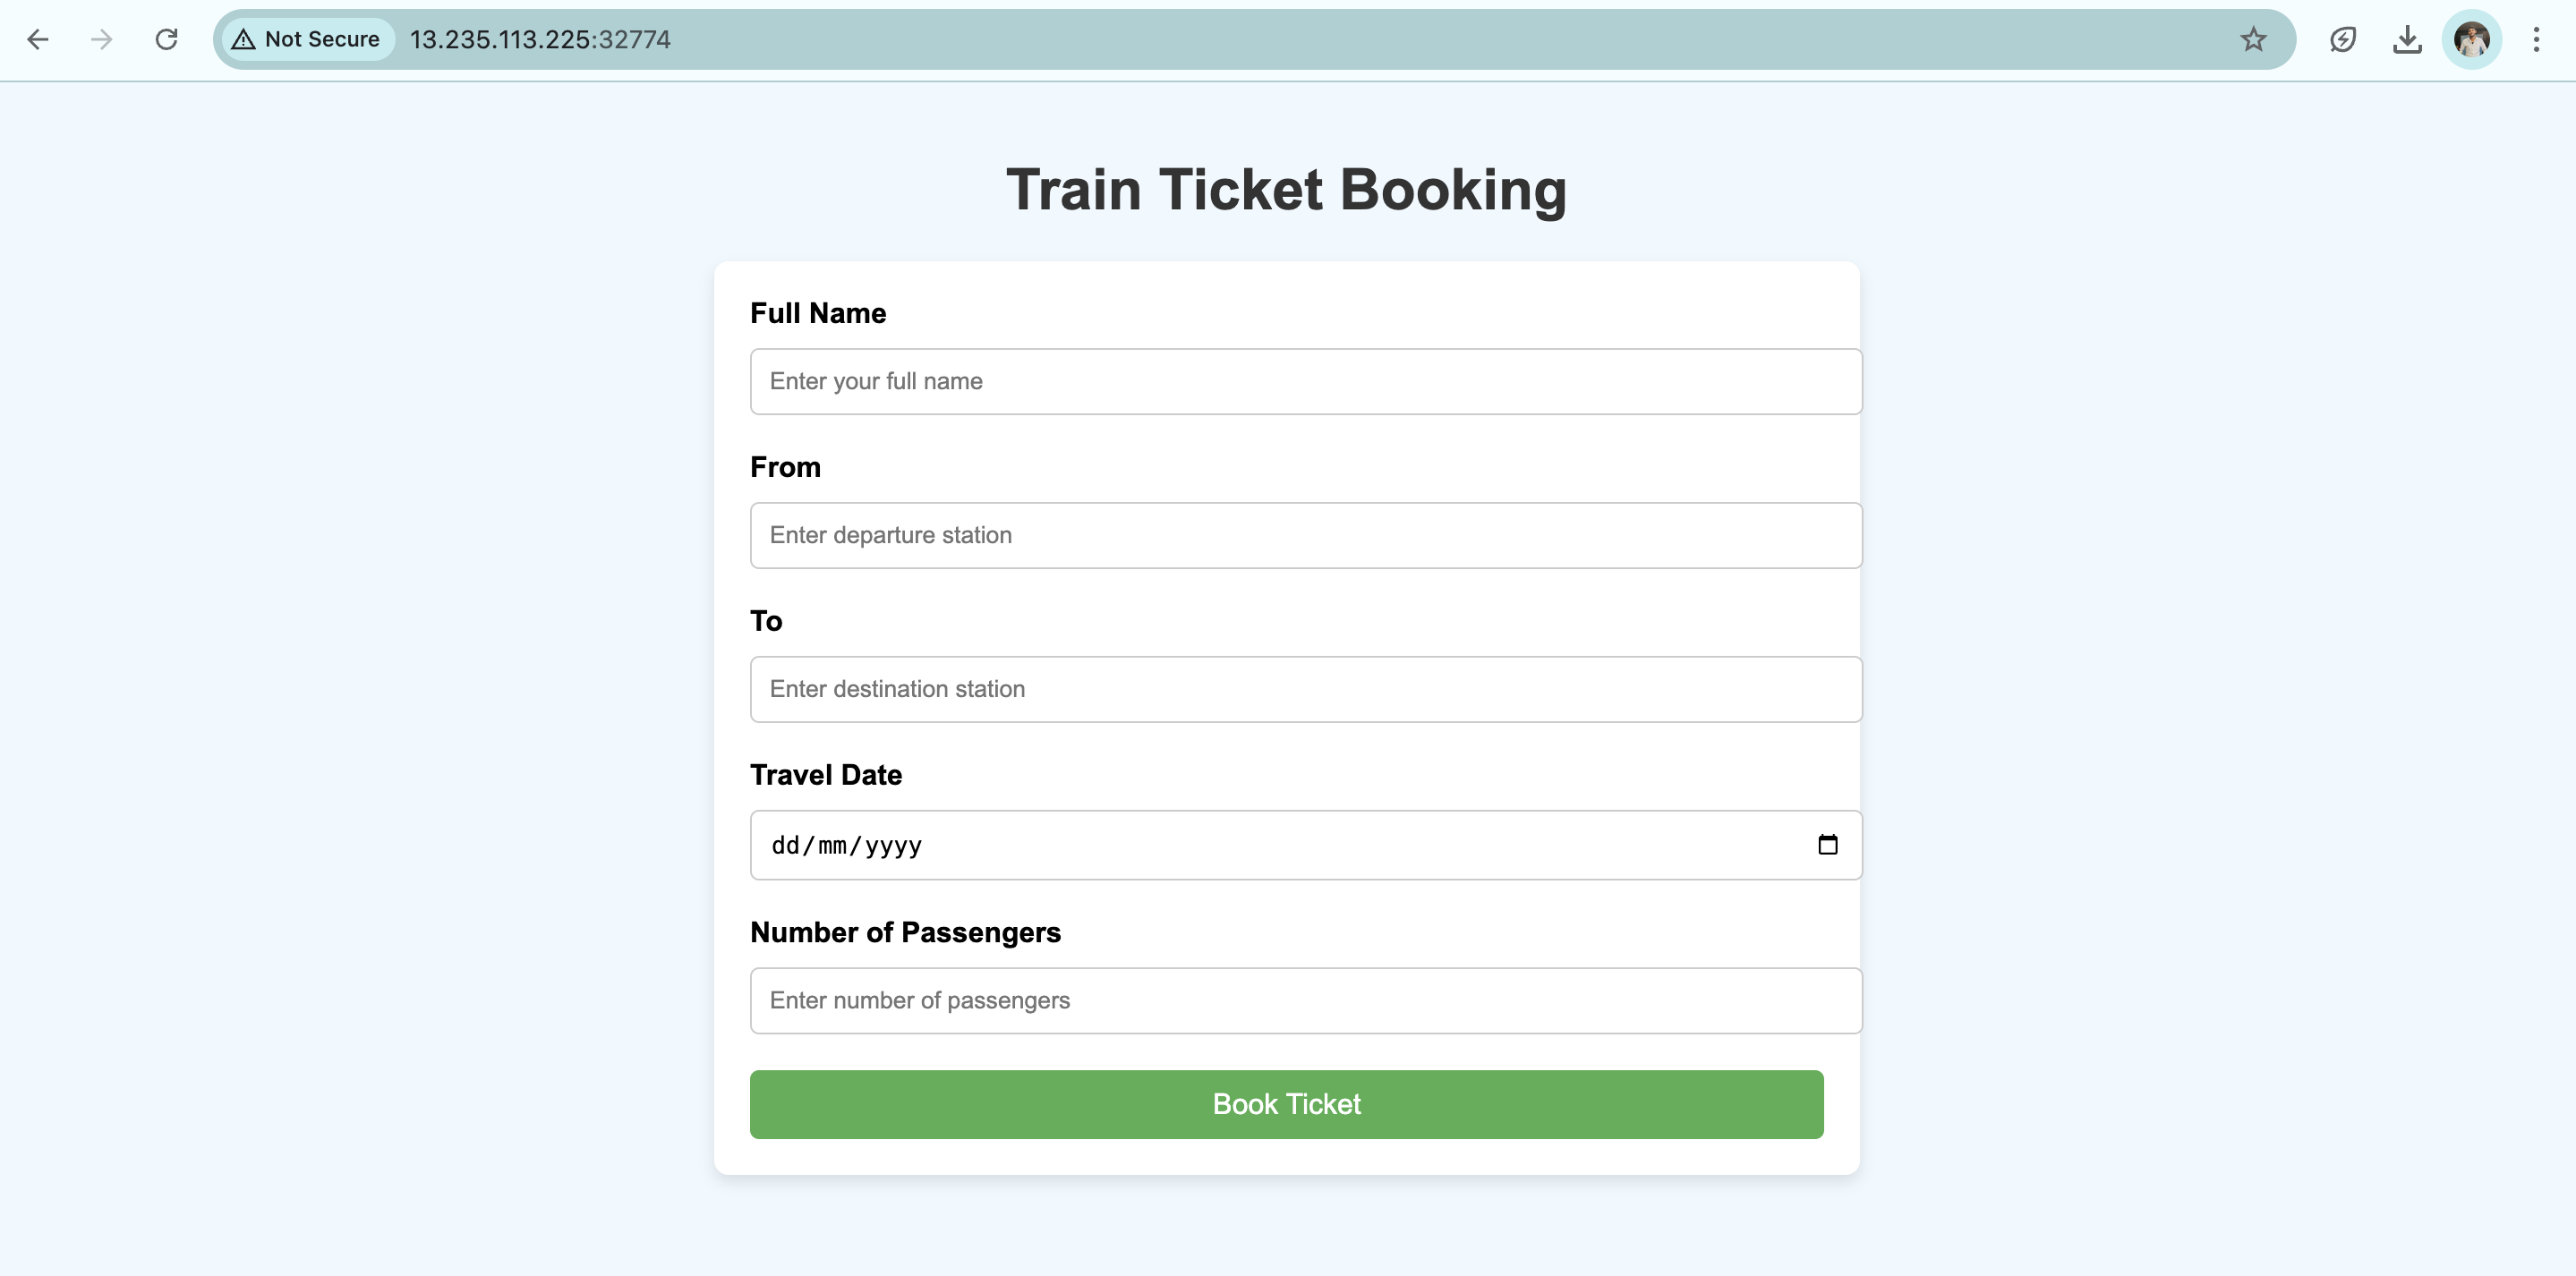 Not Secure 13.235.113.225:32774
Train Ticket Booking
Full Name
Enter your full name
From
Enter departure station
To
Enter destination station
Travel Date
dd/mm/yyyy
Number of Passengers
Enter number of passengers
Book Ticket